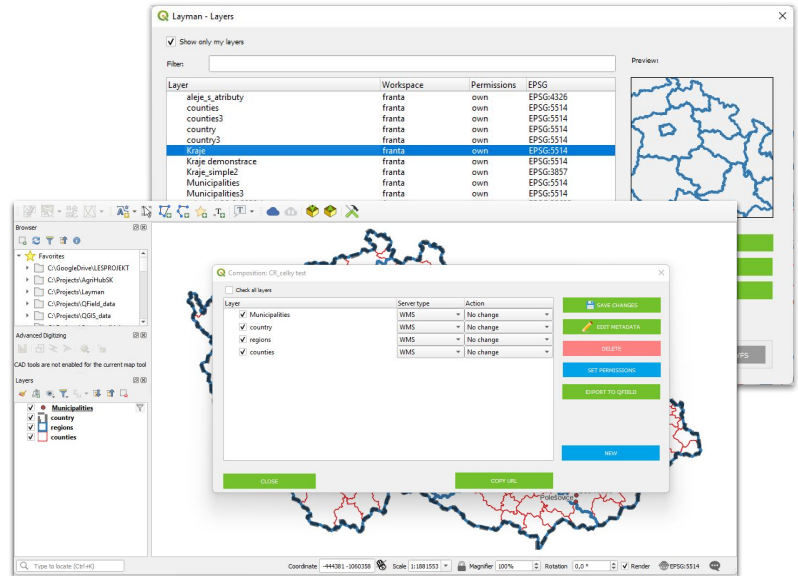 Layman - Layers
Show only my layers
Filter:
Preview:
Layer Workspace Permissions EPSG
aleje_s_atributy franta own EPSG:4326
counties franta own EPSG:5514
counties3 franta own EPSG:5514
country franta own EPSG:5514
country3 franta own EPSG:5514
Kraje franta own EPSG:5514
Kraje demonstrace franta own EPSG:5514
Kraje_simple2 franta own EPSG:3857
Municipalities franta own EPSG:5514
Municipalities3 franta own EPSG:5514
Browser
Favorites
C:\GoogleDrive\LESPROJEKT
C:\Projects\AgriHubSK
C:\Projects\Layman
C:\Projects\QField_data
C:\Projects\QGIS_data
Advanced Digitizing
CAD tools are not enabled for the current map tool
Layers
Municipalities
country
regions
counties
Composition: CR_celky test
Check all layers
Layer Server type Action
Municipalities WMS No change
country WMS No change
regions WMS No change
counties WMS No change
SAVE CHANGES
EDIT METADATA
DELETE
SET PERMISSIONS
EXPORT TO QFIELD
NEW
CLOSE
COPY URL
WFS
Polešovice
Type to locate (Ctrl+K)
Coordinate -444381 -1060358 Scale 1:1881553 Magnifier 100% Rotation 0,0 ° Render EPSG:5514